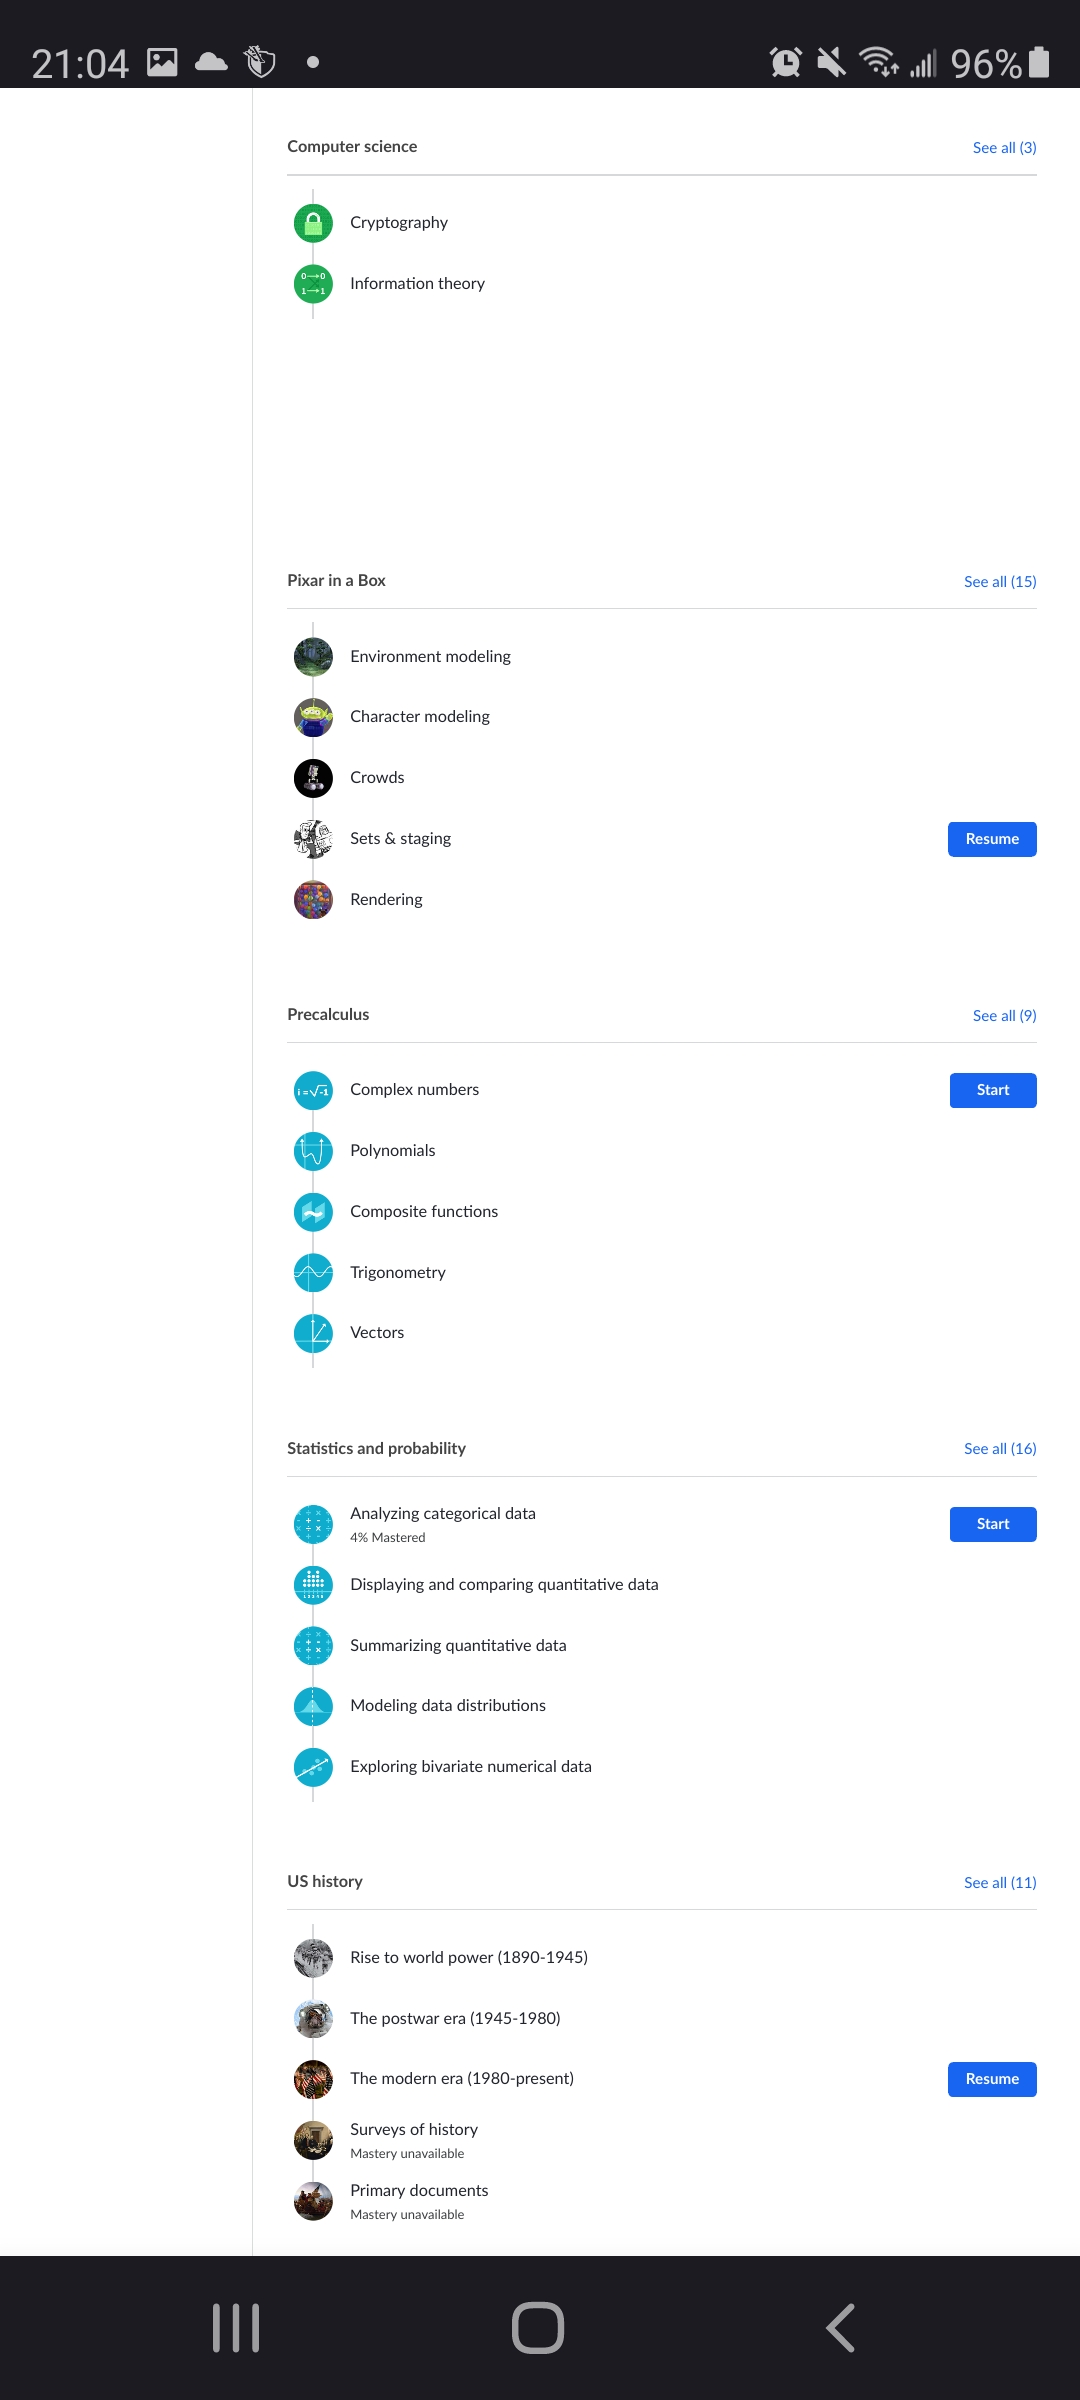 21:04
96%
Computer science
See all (3)
Cryptography
0→0
1→1
Information theory
Pixar in a Box
See all (15)
Environment modeling
Character modeling
Crowds
Sets & staging
Resume
Rendering
Precalculus
See all (9)
i=√-1
Complex numbers
Start
Polynomials
Composite functions
Trigonometry
Vectors
Statistics and probability
See all (16)
Analyzing categorical data
4% Mastered
Start
Displaying and comparing quantitative data
Summarizing quantitative data
Modeling data distributions
Exploring bivariate numerical data
US history
See all (11)
Rise to world power (1890-1945)
The postwar era (1945-1980)
The modern era (1980-present)
Resume
Surveys of history
Mastery unavailable
Primary documents
Mastery unavailable